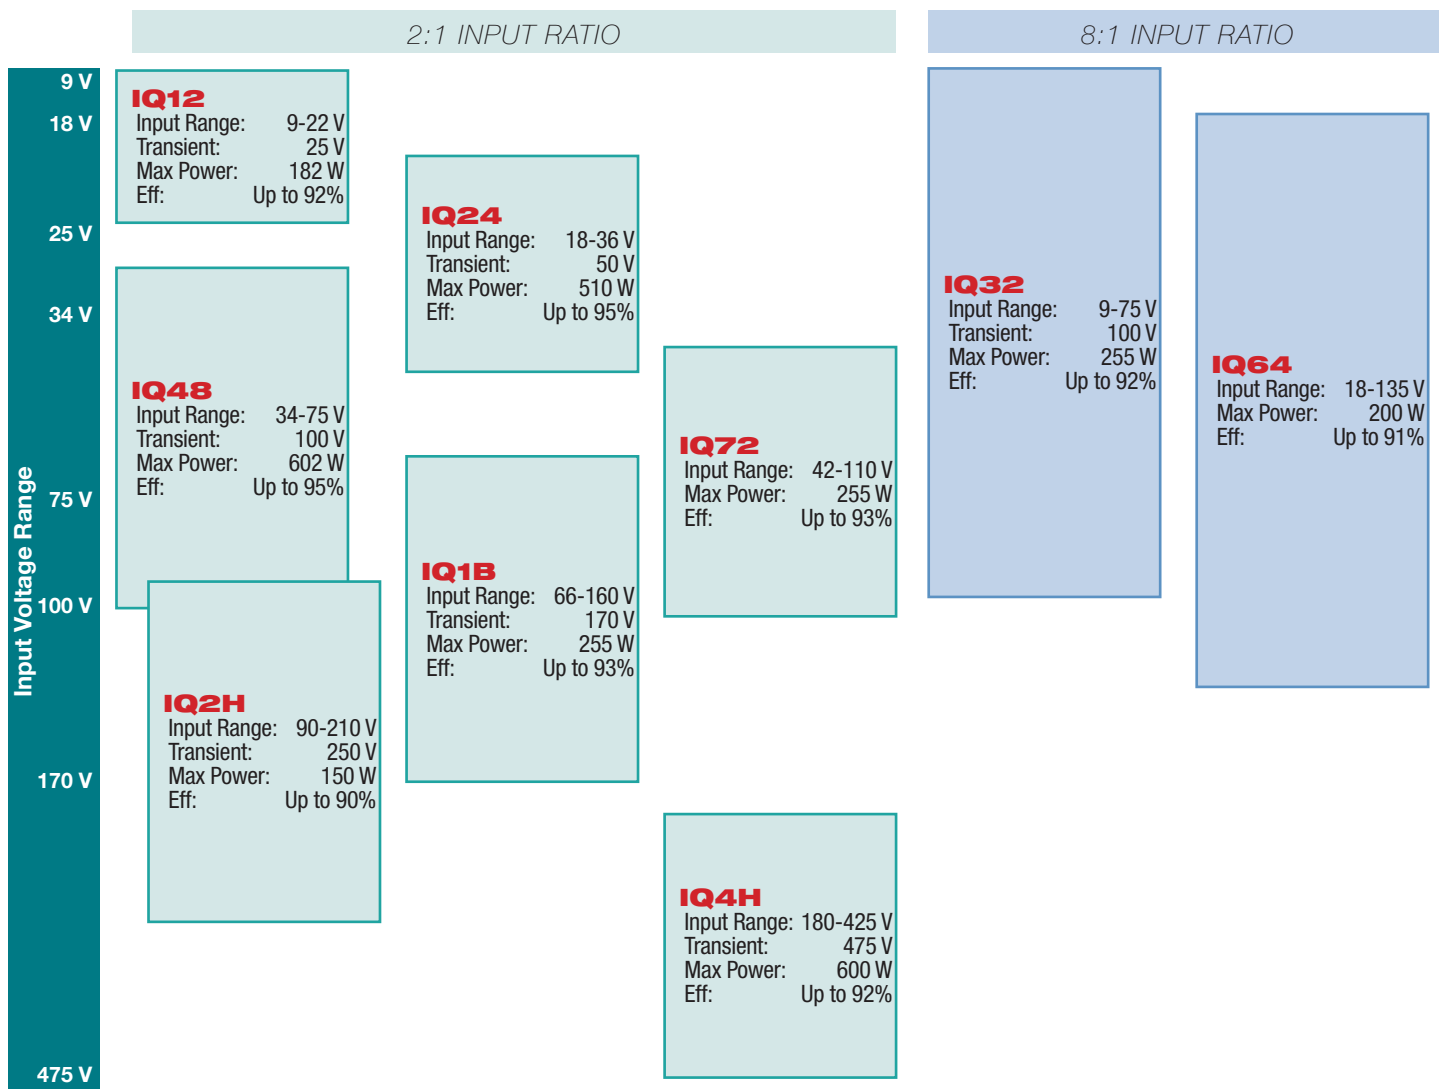 2:1 INPUT RATIO
8:1 INPUT RATIO
Input Voltage Range
9 V
18 V
25 V
34 V
75 V
100 V
170 V
475 V
IQ12
Input Range: 9-22 V
Transient: 25 V
Max Power: 182 W
Eff: Up to 92%
IQ48
Input Range: 34-75 V
Transient: 100 V
Max Power: 602 W
Eff: Up to 95%
IQ2H
Input Range: 90-210 V
Transient: 250 V
Max Power: 150 W
Eff: Up to 90%
IQ24
Input Range: 18-36 V
Transient: 50 V
Max Power: 510 W
Eff: Up to 95%
IQ1B
Input Range: 66-160 V
Transient: 170 V
Max Power: 255 W
Eff: Up to 93%
IQ72
Input Range: 42-110 V
Max Power: 255 W
Eff: Up to 93%
IQ4H
Input Range: 180-425 V
Transient: 475 V
Max Power: 600 W
Eff: Up to 92%
IQ32
Input Range: 9-75 V
Transient: 100 V
Max Power: 255 W
Eff: Up to 92%
IQ64
Input Range: 18-135 V
Max Power: 200 W
Eff: Up to 91%